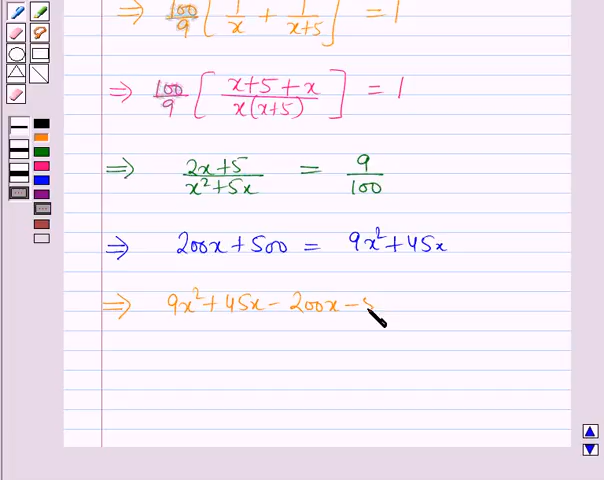 ⇒ 100/9 [ 1/x + 1/(x+5) ] = 1
⇒ 100/9 [ (x+5+x)/(x(x+5)) ] = 1
⇒ (2x+5)/(x²+5x) = 9/100
⇒ 200x + 500 = 9x² + 45x
⇒ 9x² + 45x - 200x -